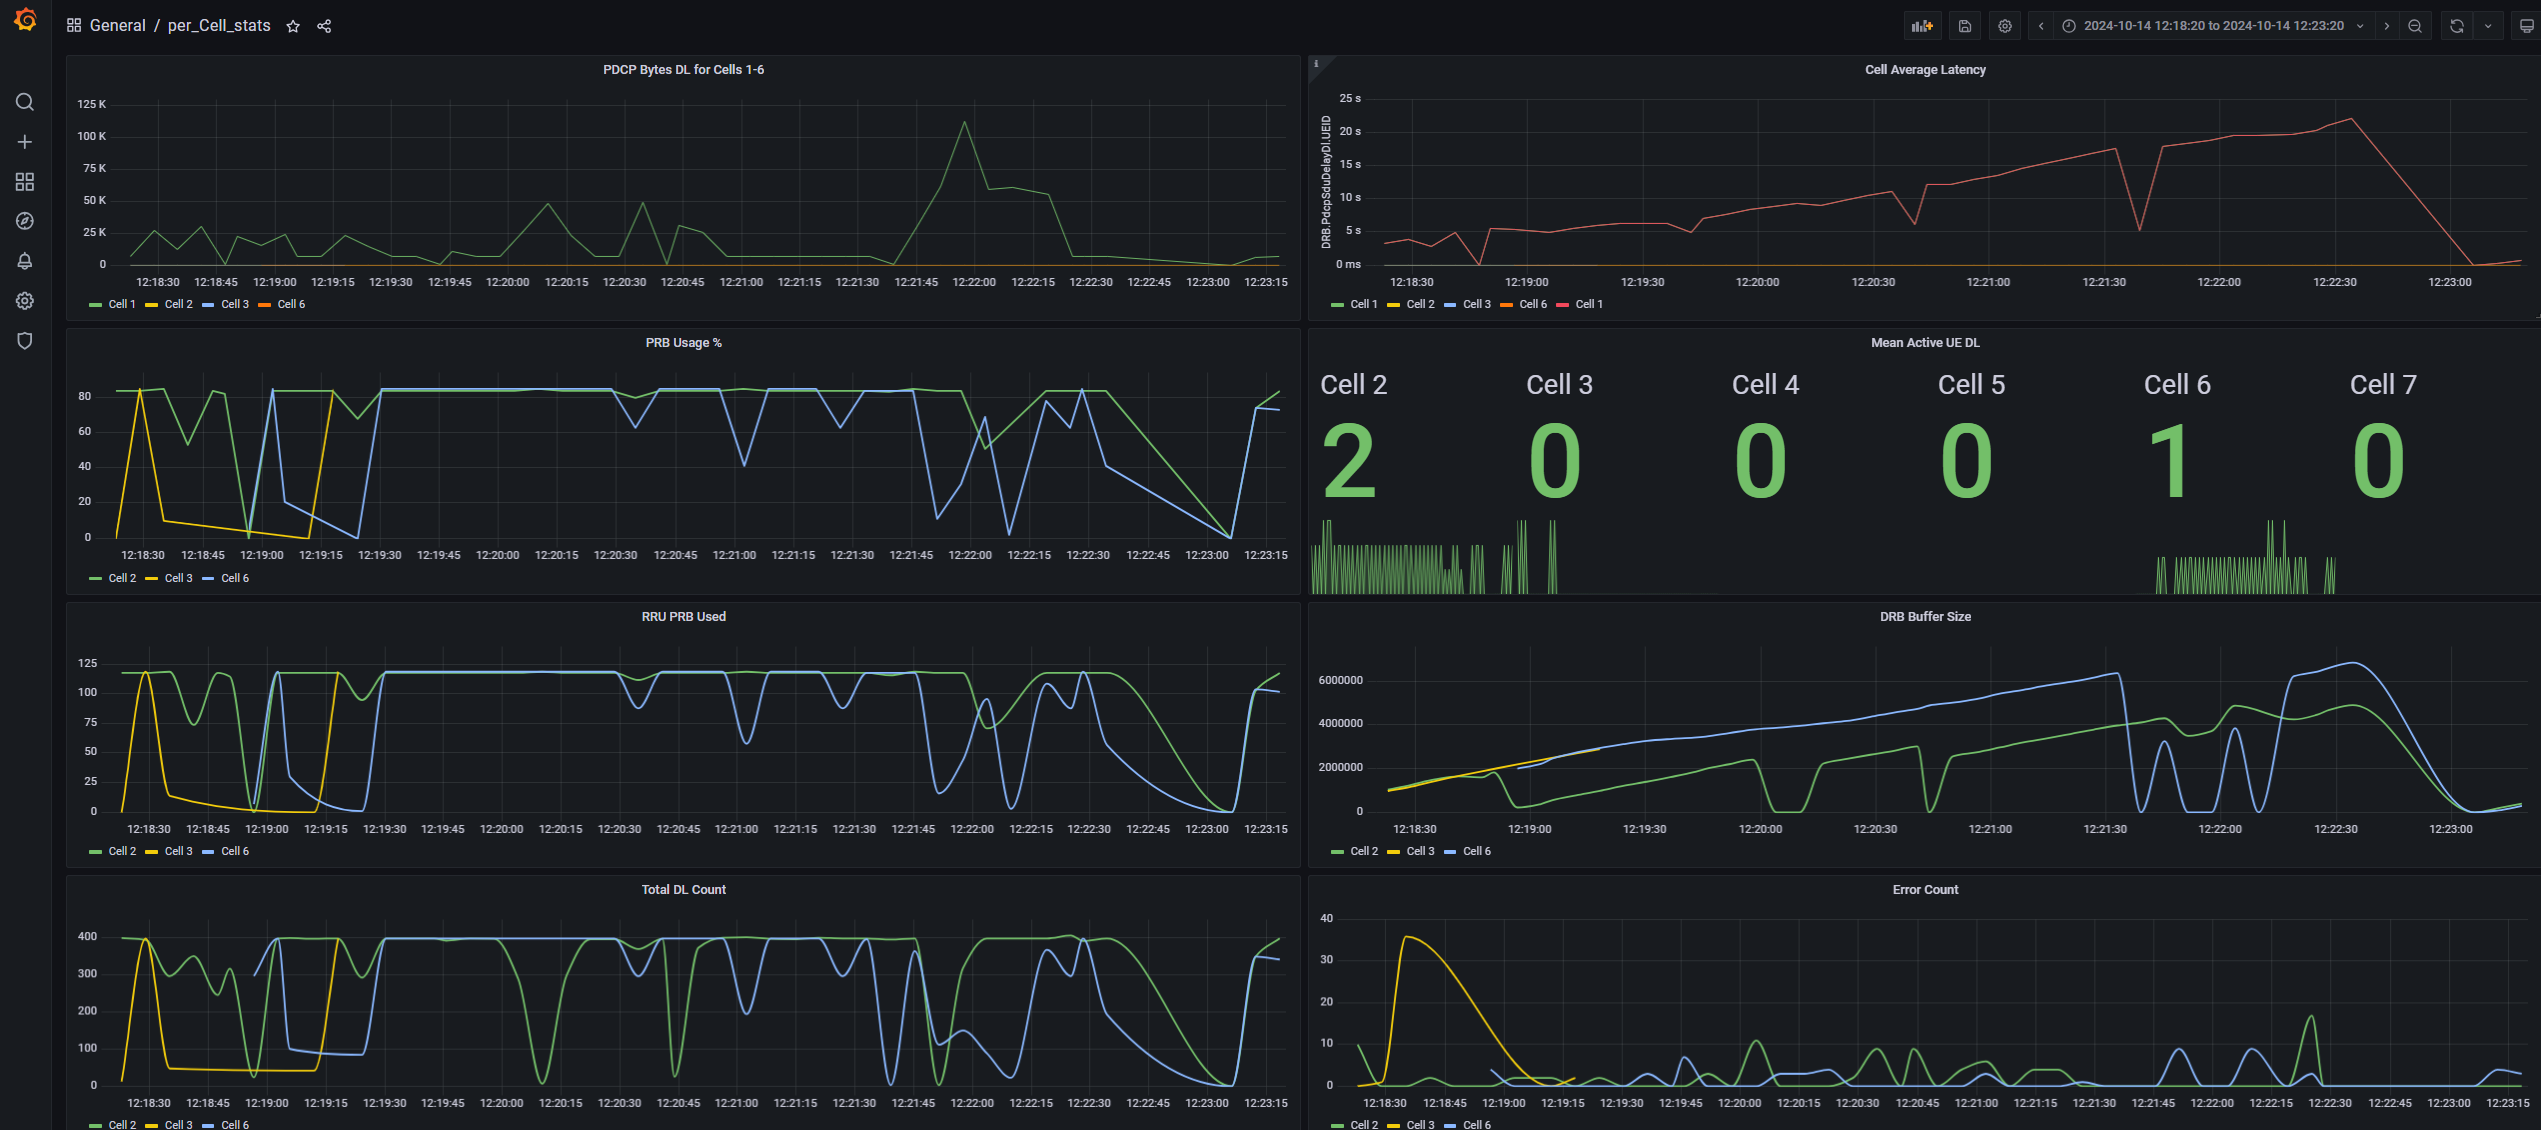 General / per_Cell_stats
2024-10-14 12:18:20 to 2024-10-14 12:23:20
PDCP Bytes DL for Cells 1-6
125 K
100 K
75 K
50 K
25 K
0
12:18:30 12:18:45 12:19:00 12:19:15 12:19:30 12:19:45 12:20:00 12:20:15 12:20:30 12:20:45 12:21:00 12:21:15 12:21:30 12:21:45 12:22:00 12:22:15 12:22:30 12:22:45 12:23:00 12:23:15
Cell 1 Cell 2 Cell 3 Cell 6
i
Cell Average Latency
DRB.PdcpSduDelayDl.UEID
25 s
20 s
15 s
10 s
5 s
0 ms
12:18:30 12:19:00 12:19:30 12:20:00 12:20:30 12:21:00 12:21:30 12:22:00 12:22:30 12:23:00
Cell 1 Cell 2 Cell 3 Cell 6 Cell 1
PRB Usage %
80
60
40
20
0
12:18:30 12:18:45 12:19:00 12:19:15 12:19:30 12:19:45 12:20:00 12:20:15 12:20:30 12:20:45 12:21:00 12:21:15 12:21:30 12:21:45 12:22:00 12:22:15 12:22:30 12:22:45 12:23:00 12:23:15
Cell 2 Cell 3 Cell 6
Mean Active UE DL
Cell 2 Cell 3 Cell 4 Cell 5 Cell 6 Cell 7
2 0 0 0 1 0
RRU PRB Used
125
100
75
50
25
0
12:18:30 12:18:45 12:19:00 12:19:15 12:19:30 12:19:45 12:20:00 12:20:15 12:20:30 12:20:45 12:21:00 12:21:15 12:21:30 12:21:45 12:22:00 12:22:15 12:22:30 12:22:45 12:23:00 12:23:15
Cell 2 Cell 3 Cell 6
DRB Buffer Size
6000000
4000000
2000000
0
12:18:30 12:19:00 12:19:30 12:20:00 12:20:30 12:21:00 12:21:30 12:22:00 12:22:30 12:23:00
Cell 2 Cell 3 Cell 6
Total DL Count
400
300
200
100
0
12:18:30 12:18:45 12:19:00 12:19:15 12:19:30 12:19:45 12:20:00 12:20:15 12:20:30 12:20:45 12:21:00 12:21:15 12:21:30 12:21:45 12:22:00 12:22:15 12:22:30 12:22:45 12:23:00 12:23:15
Cell 2 Cell 3 Cell 6
Error Count
40
30
20
10
0
12:18:30 12:18:45 12:19:00 12:19:15 12:19:30 12:19:45 12:20:00 12:20:15 12:20:30 12:20:45 12:21:00 12:21:15 12:21:30 12:21:45 12:22:00 12:22:15 12:22:30 12:22:45 12:23:00 12:23:15
Cell 2 Cell 3 Cell 6